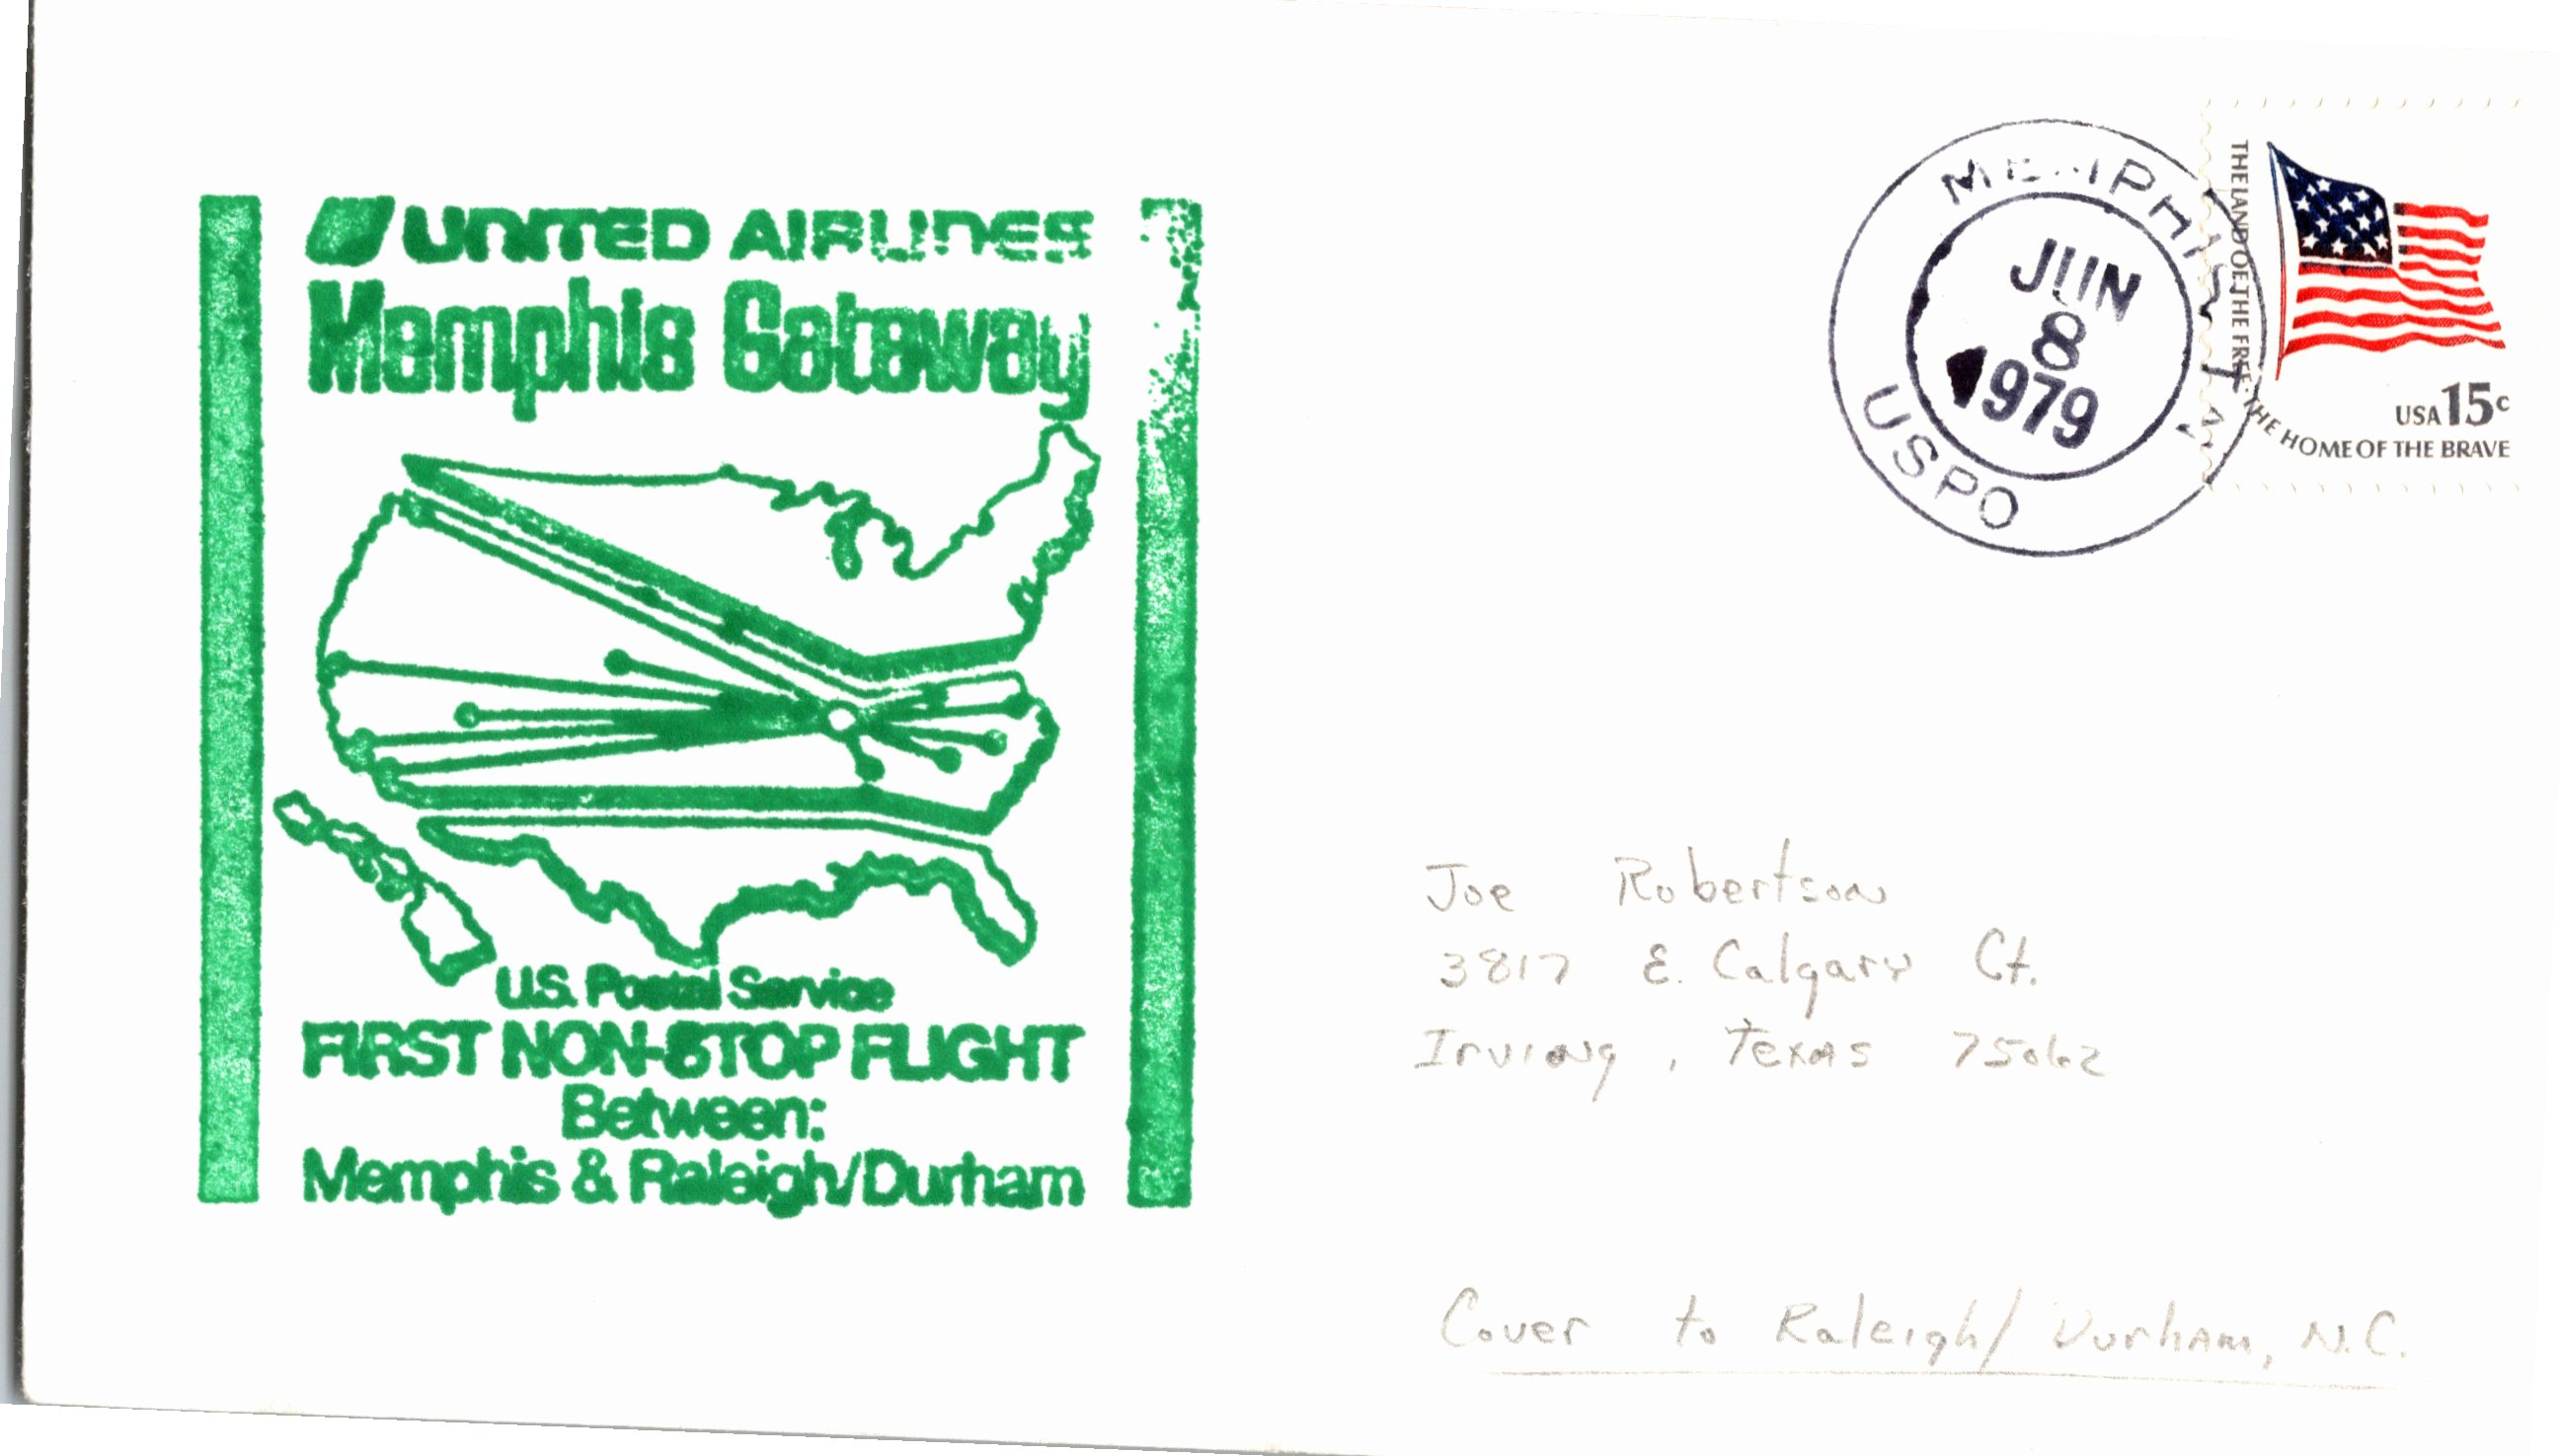 UNITED AIRLINES
Memphis Gateway
U.S. Postal Service
FIRST NON-STOP FLIGHT
Between:
Memphis & Raleigh/Durham
MEMPHIS, TN
JUN
8
1979
USPO
THE LAND OF THE FREE · THE HOME OF THE BRAVE
USA 15c
Joe Robertson
3817 E. Calgary Ct.
Irving, Texas 75062
Cover to Raleigh/Durham, N.C.